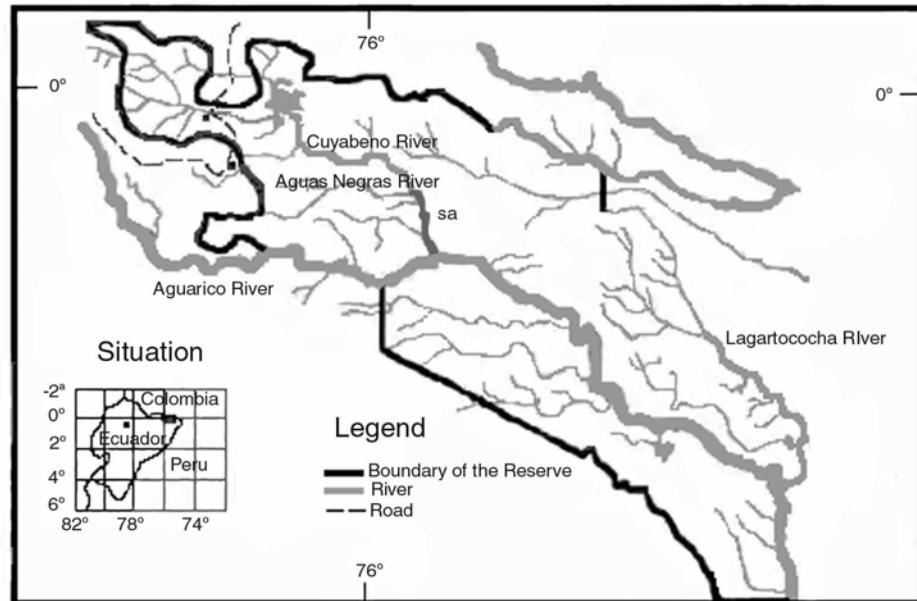 76°
0°
0°
Cuyabeno River
Aguas Negras River
sa
Aguarico River
Lagartococha RIver
Situation
-2ª
0°
2°
4°
6°
Colombia
Ecuador
Peru
82° 78° 74°
Legend
Boundary of the Reserve
River
Road
76°